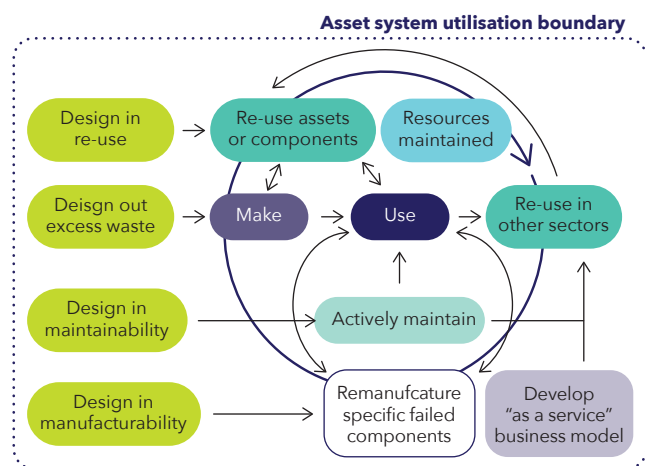 Asset system utilisation boundary
Design in
re-use
Re-use assets
or components
Resources
maintained
Deisgn out
excess waste
Make
Use
Re-use in
other sectors
Design in
maintainability
Actively maintain
Design in
manufacturability
Remanufcature
specific failed
components
Develop
"as a service"
business model